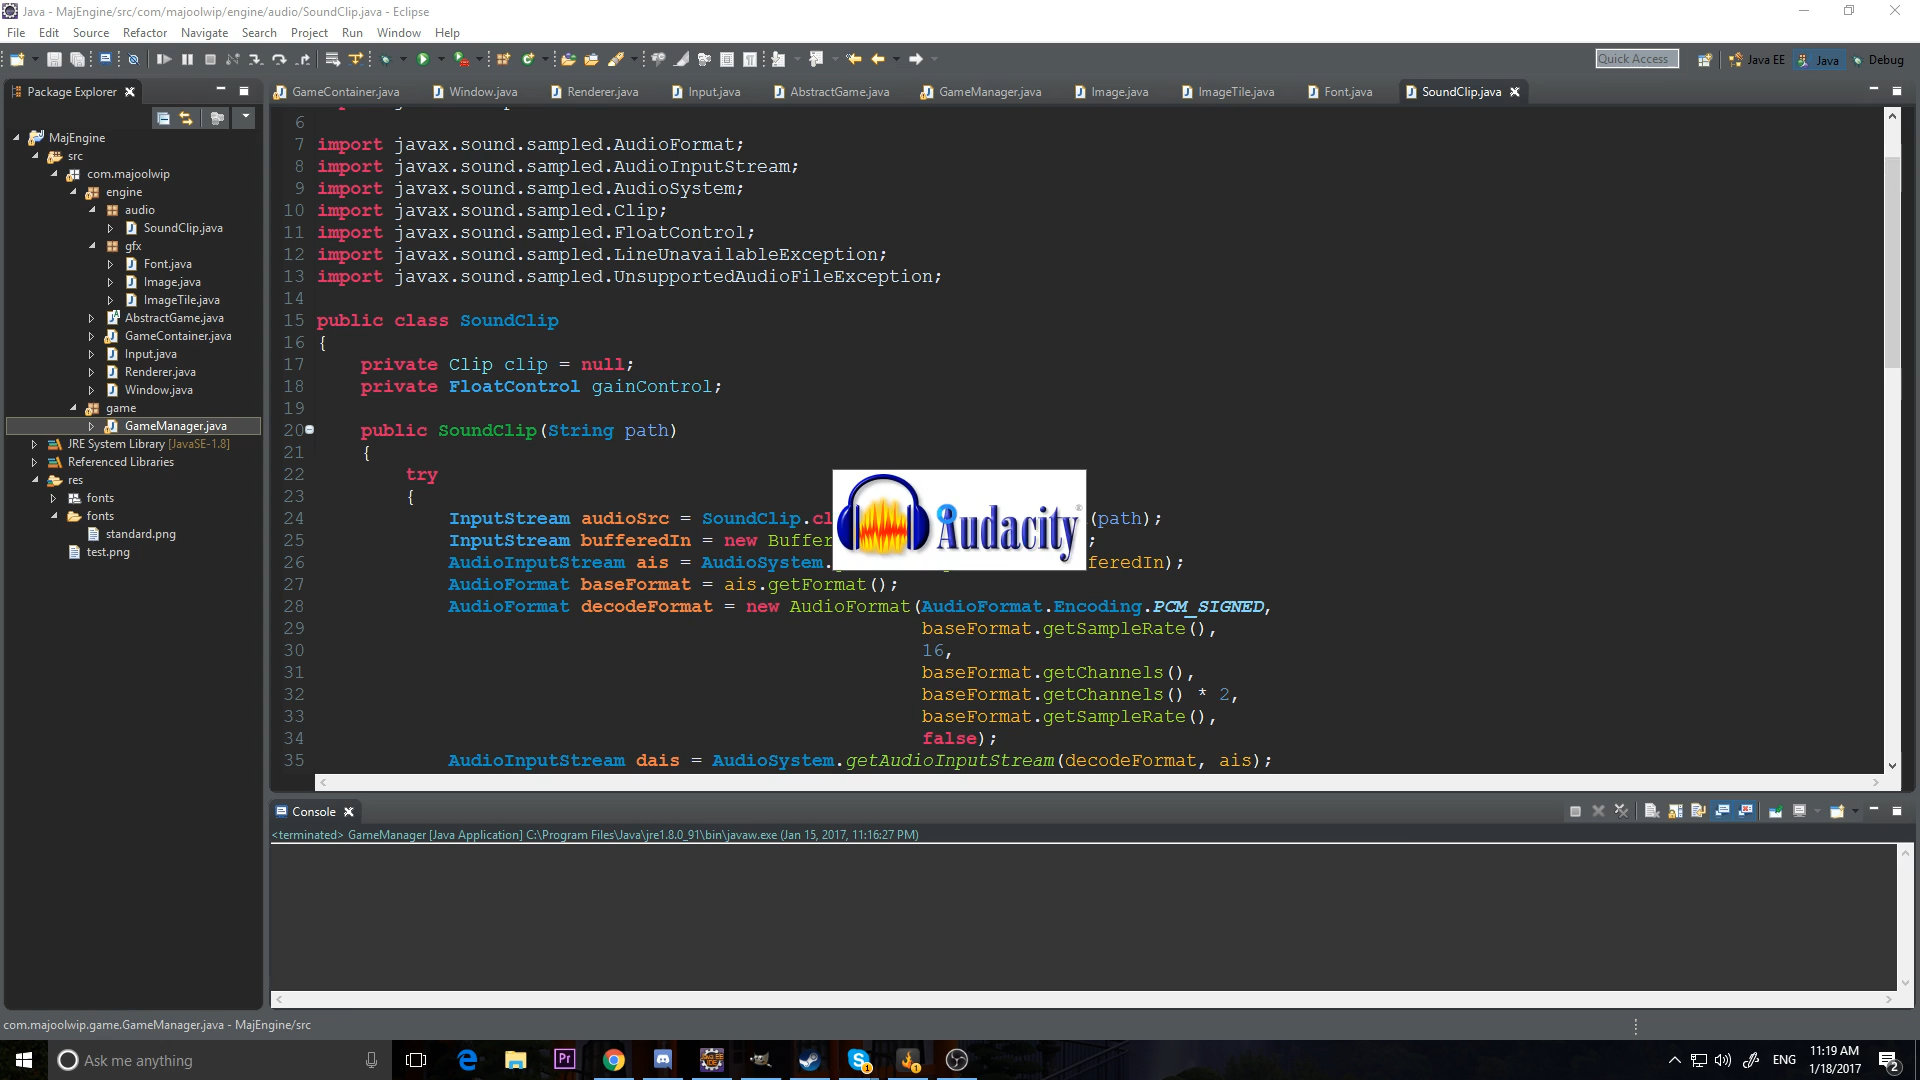 Java - MajEngine/src/com/majoolwip/engine/audio/SoundClip.java - Eclipse
File Edit Source Refactor Navigate Search Project Run Window Help
Quick Access Java EE Java Debug
Package Explorer
GameContainer.java Window.java Renderer.java Input.java AbstractGame.java GameManager.java Image.java ImageTile.java Font.java SoundClip.java
MajEngine
src
com.majoolwip
engine
audio
SoundClip.java
gfx
Font.java
Image.java
ImageTile.java
AbstractGame.java
GameContainer.java
Input.java
Renderer.java
Window.java
game
GameManager.java
JRE System Library [JavaSE-1.8]
Referenced Libraries
res
fonts
fonts
standard.png
test.png
6
7 import javax.sound.sampled.AudioFormat;
8 import javax.sound.sampled.AudioInputStream;
9 import javax.sound.sampled.AudioSystem;
10 import javax.sound.sampled.Clip;
11 import javax.sound.sampled.FloatControl;
12 import javax.sound.sampled.LineUnavailableException;
13 import javax.sound.sampled.UnsupportedAudioFileException;
14
15 public class SoundClip
16 {
17 private Clip clip = null;
18 private FloatControl gainControl;
19
20 public SoundClip(String path)
21 {
22 try
23 {
24 InputStream audioSrc = SoundClip.cl (path);
25 InputStream bufferedIn = new Buffer ;
26 AudioInputStream ais = AudioSystem. feredIn);
27 AudioFormat baseFormat = ais.getFormat();
28 AudioFormat decodeFormat = new AudioFormat(AudioFormat.Encoding.PCM_SIGNED,
29 baseFormat.getSampleRate(),
30 16,
31 baseFormat.getChannels(),
32 baseFormat.getChannels() * 2,
33 baseFormat.getSampleRate(),
34 false);
35 AudioInputStream dais = AudioSystem.getAudioInputStream(decodeFormat, ais);
Audacity®
Console
<terminated> GameManager [Java Application] C:\Program Files\Java\jre1.8.0_91\bin\javaw.exe (Jan 15, 2017, 11:16:27 PM)
com.majoolwip.game.GameManager.java - MajEngine/src
Ask me anything
ENG
11:19 AM
1/18/2017
2